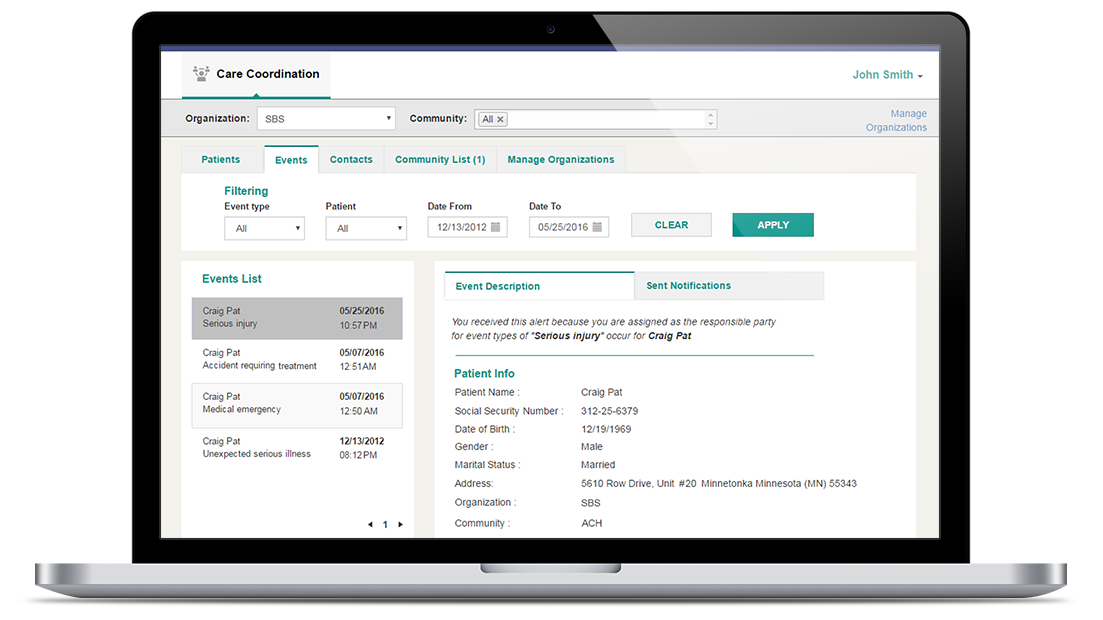 Care Coordination
John Smith
Organization: SBS Community: All ×
Manage
Organizations
Patients Events Contacts Community List (1) Manage Organizations
Filtering
Event type Patient Date From Date To
All All 12/13/2012 05/25/2016 CLEAR APPLY
Events List
Craig Pat 05/25/2016
Serious injury 10:57 PM
Craig Pat 05/07/2016
Accident requiring treatment 12:51 AM
Craig Pat 05/07/2016
Medical emergency 12:50 AM
Craig Pat 12/13/2012
Unexpected serious illness 08:12 PM
1
Event Description Sent Notifications
You received this alert because you are assigned as the responsible party
for event types of "Serious injury" occur for Craig Pat
Patient Info
Patient Name : Craig Pat
Social Security Number : 312-25-6379
Date of Birth : 12/19/1969
Gender : Male
Marital Status : Married
Address: 5610 Row Drive, Unit #20 Minnetonka Minnesota (MN) 55343
Organization : SBS
Community : ACH